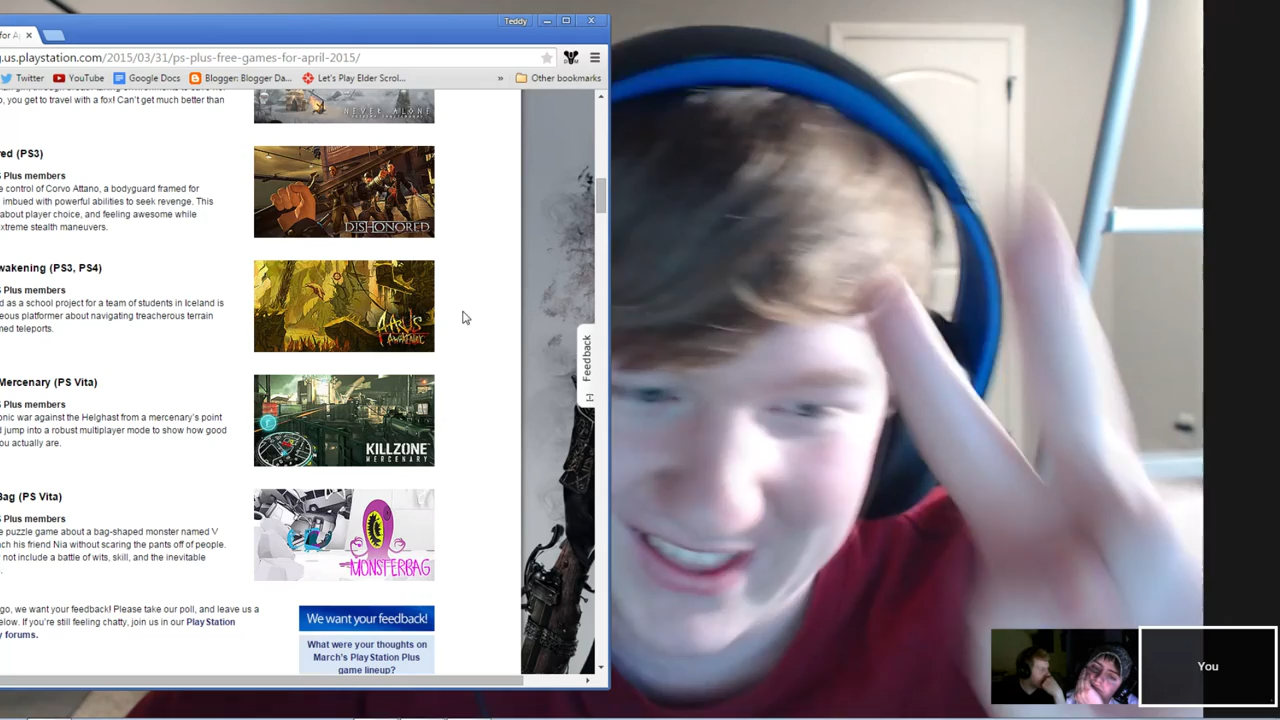 Teddy
for A
g.us.playstation.com/2015/03/31/ps-plus-free-games-for-april-2015/
Twitter YouTube Google Docs Blogger: Blogger Da... Let's Play Elder Scrol... » Other bookmarks
o, you get to travel with a fox! Can't get much better than
NEVER ALONE
red (PS3)
S Plus members
e control of Corvo Attano, a bodyguard framed for
imbued with powerful abilities to seek revenge. This
about player choice, and feeling awesome while
xtreme stealth maneuvers.
DISHONORED
wakening (PS3, PS4)
S Plus members
d as a school project for a team of students in Iceland is
geous platformer about navigating treacherous terrain
med teleports.
AARU'S
AWAKENING
Feedback
[-]
Mercenary (PS Vita)
S Plus members
onic war against the Helghast from a mercenary's point
d jump into a robust multiplayer mode to show how good
you actually are.
KILLZONE
MERCENARY
Bag (PS Vita)
S Plus members
e puzzle game about a bag-shaped monster named V
ach his friend Nia without scaring the pants off of people.
not include a battle of wits, skill, and the inevitable
MONSTERBAG
go, we want your feedback! Please take our poll, and leave us a
elow. If you're still feeling chatty, join us in our PlayStation
y forums.
We want your feedback!
What were your thoughts on
March's PlayStation Plus
game lineup?
You